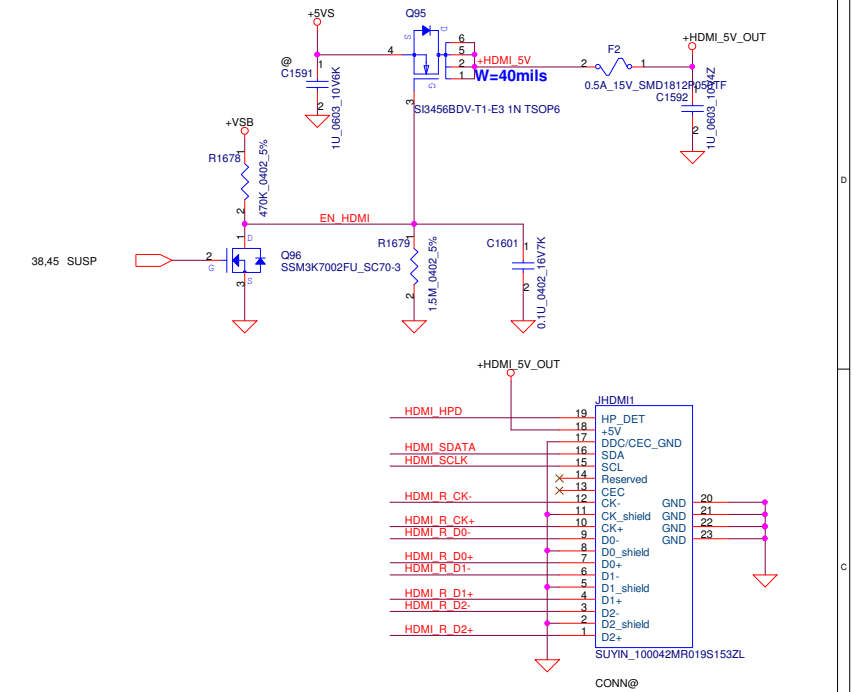 +5VS
Q95
D
S
4
6
5
2
1
G
3
+HDMI_5V
W=40mils
SI3456BDV-T1-E3 1N TSOP6
F2
2
1
+HDMI_5V_OUT
C1592
1
2
1U_0603_10V4Z
@
C1591
1
2
1U_0603_10V6K
+VSB
R1678
1
2
470K_0402_5%
EN_HDMI
38,45 SUSP
2
G
1
D
3
S
Q96
SSM3K7002FU_SC70-3
R1679
1
2
1.5M_0402_5%
C1601
1
2
0.1U_0402_16V7K
D
C
+HDMI_5V_OUT
JHDMI1
HDMI_HPD 19 HP_DET
18 +5V
17 DDC/CEC_GND
HDMI_SDATA 16 SDA
HDMI_SCLK 15 SCL
14 Reserved
13 CEC
HDMI_R_CK- 12 CK- GND 20
11 CK_shield GND 21
HDMI_R_CK+ 10 CK+ GND 22
HDMI_R_D0- 9 D0- GND 23
8 D0_shield
HDMI_R_D0+ 7 D0+
HDMI_R_D1- 6 D1-
5 D1_shield
HDMI_R_D1+ 4 D1+
HDMI_R_D2- 3 D2-
2 D2_shield
HDMI_R_D2+ 1 D2+
SUYIN_100042MR019S153ZL
CONN@